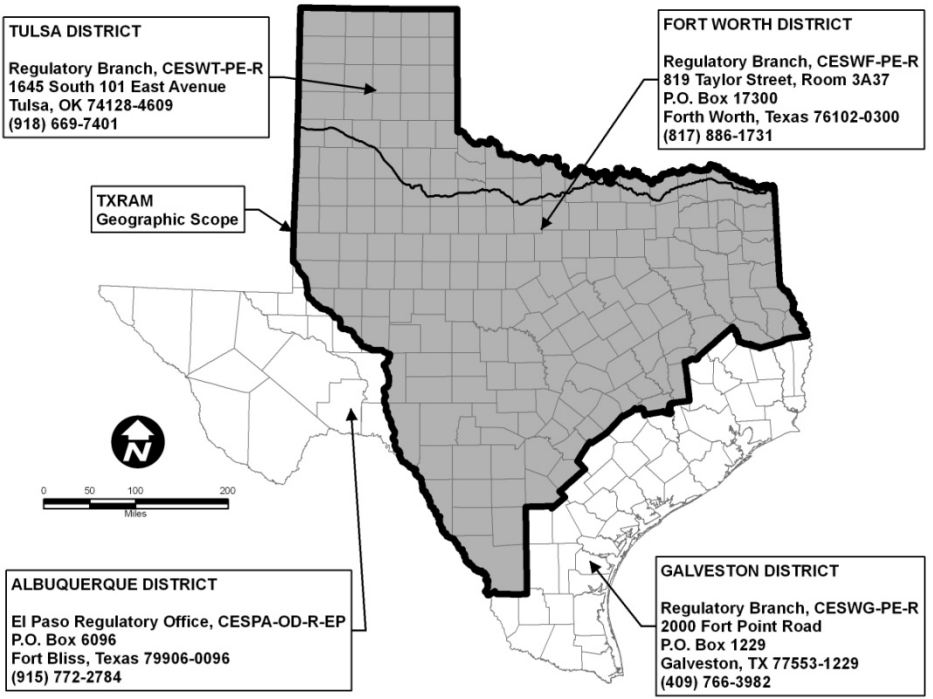 TULSA DISTRICT
Regulatory Branch, CESWT-PE-R
1645 South 101 East Avenue
Tulsa, OK 74128-4609
(918) 669-7401
FORT WORTH DISTRICT
Regulatory Branch, CESWF-PE-R
819 Taylor Street, Room 3A37
P.O. Box 17300
Forth Worth, Texas 76102-0300
(817) 886-1731
TXRAM
Geographic Scope
N
0 50 100 200
Miles
ALBUQUERQUE DISTRICT
El Paso Regulatory Office, CESPA-OD-R-EP
P.O. Box 6096
Fort Bliss, Texas 79906-0096
(915) 772-2784
GALVESTON DISTRICT
Regulatory Branch, CESWG-PE-R
2000 Fort Point Road
P.O. Box 1229
Galveston, TX 77553-1229
(409) 766-3982